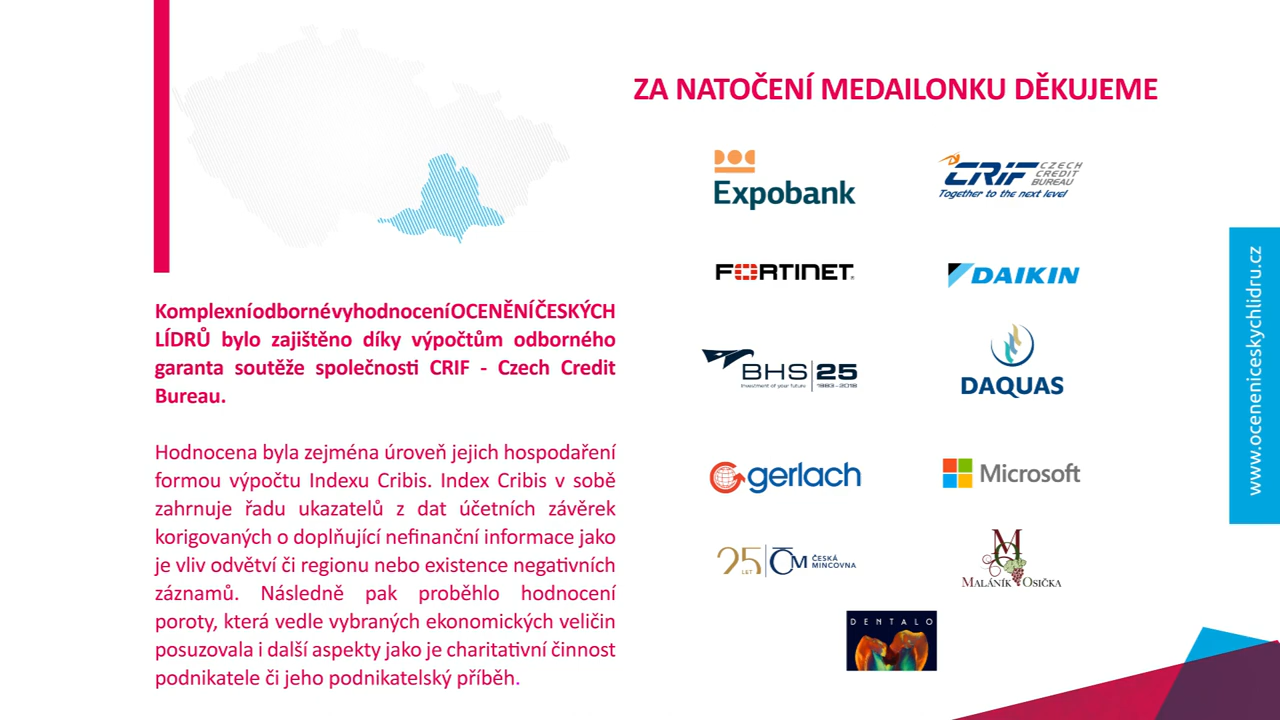 ZA NATOČENÍ MEDAILONKU DĚKUJEME
Komplexní odborné vyhodnocení OCENĚNÍ ČESKÝCH
LÍDRŮ bylo zajištěno díky výpočtům odborného
garanta soutěže společnosti CRIF - Czech Credit
Bureau.
Hodnocena byla zejména úroveň jejich hospodaření
formou výpočtu Indexu Cribis. Index Cribis v sobě
zahrnuje řadu ukazatelů z dat účetních závěrek
korigovaných o doplňující nefinanční informace jako
je vliv odvětví či regionu nebo existence negativních
záznamů. Následně pak proběhlo hodnocení
poroty, která vedle vybraných ekonomických veličin
posuzovala i další aspekty jako je charitativní činnost
podnikatele či jeho podnikatelský příběh.
Expobank
CRIF CZECH
CREDIT
BUREAU
Together to the next level
FORTINET
DAIKIN
BHS 25
Investment of your future 1993–2018
DAQUAS
gerlach
Microsoft
25 LET ČM ČESKÁ
MINCOVNA
MALÁNÍK OSIČKA
DENTALO
www.oceneniceskychlidru.cz